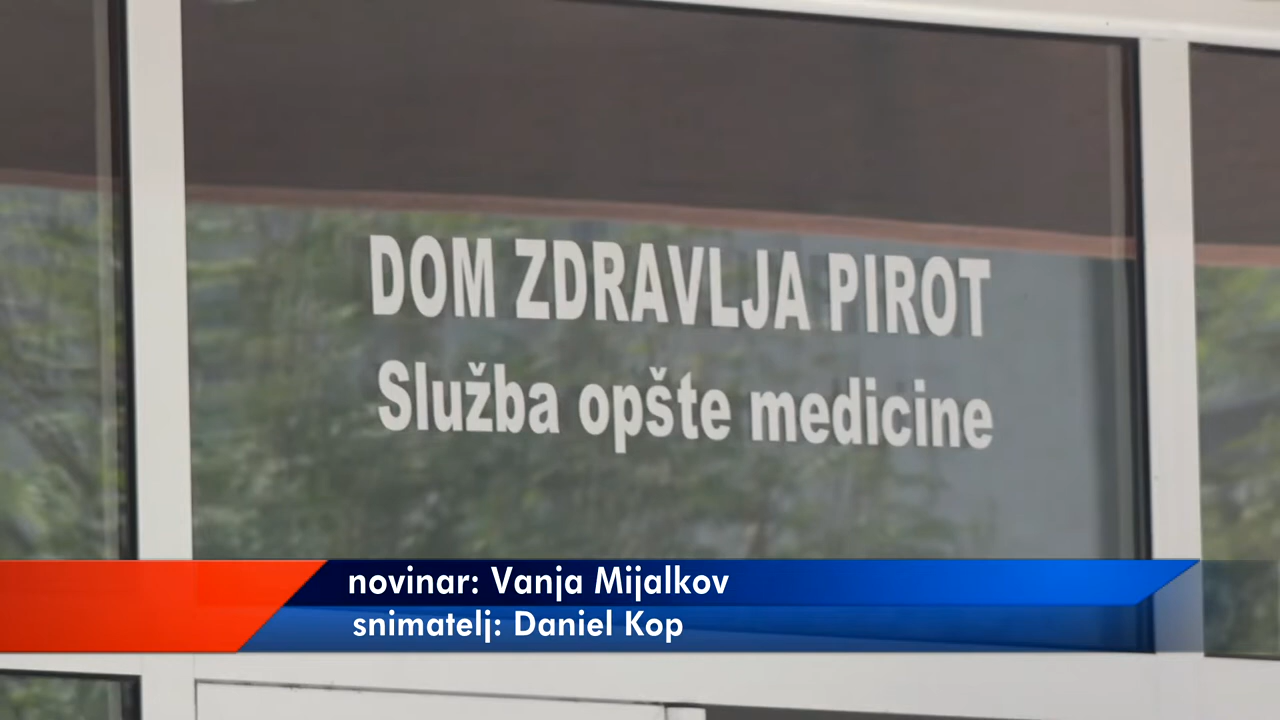 DOM ZDRAVLJA PIROT
Služba opšte medicine
novinar: Vanja Mijalkov
snimatelj: Daniel Kop